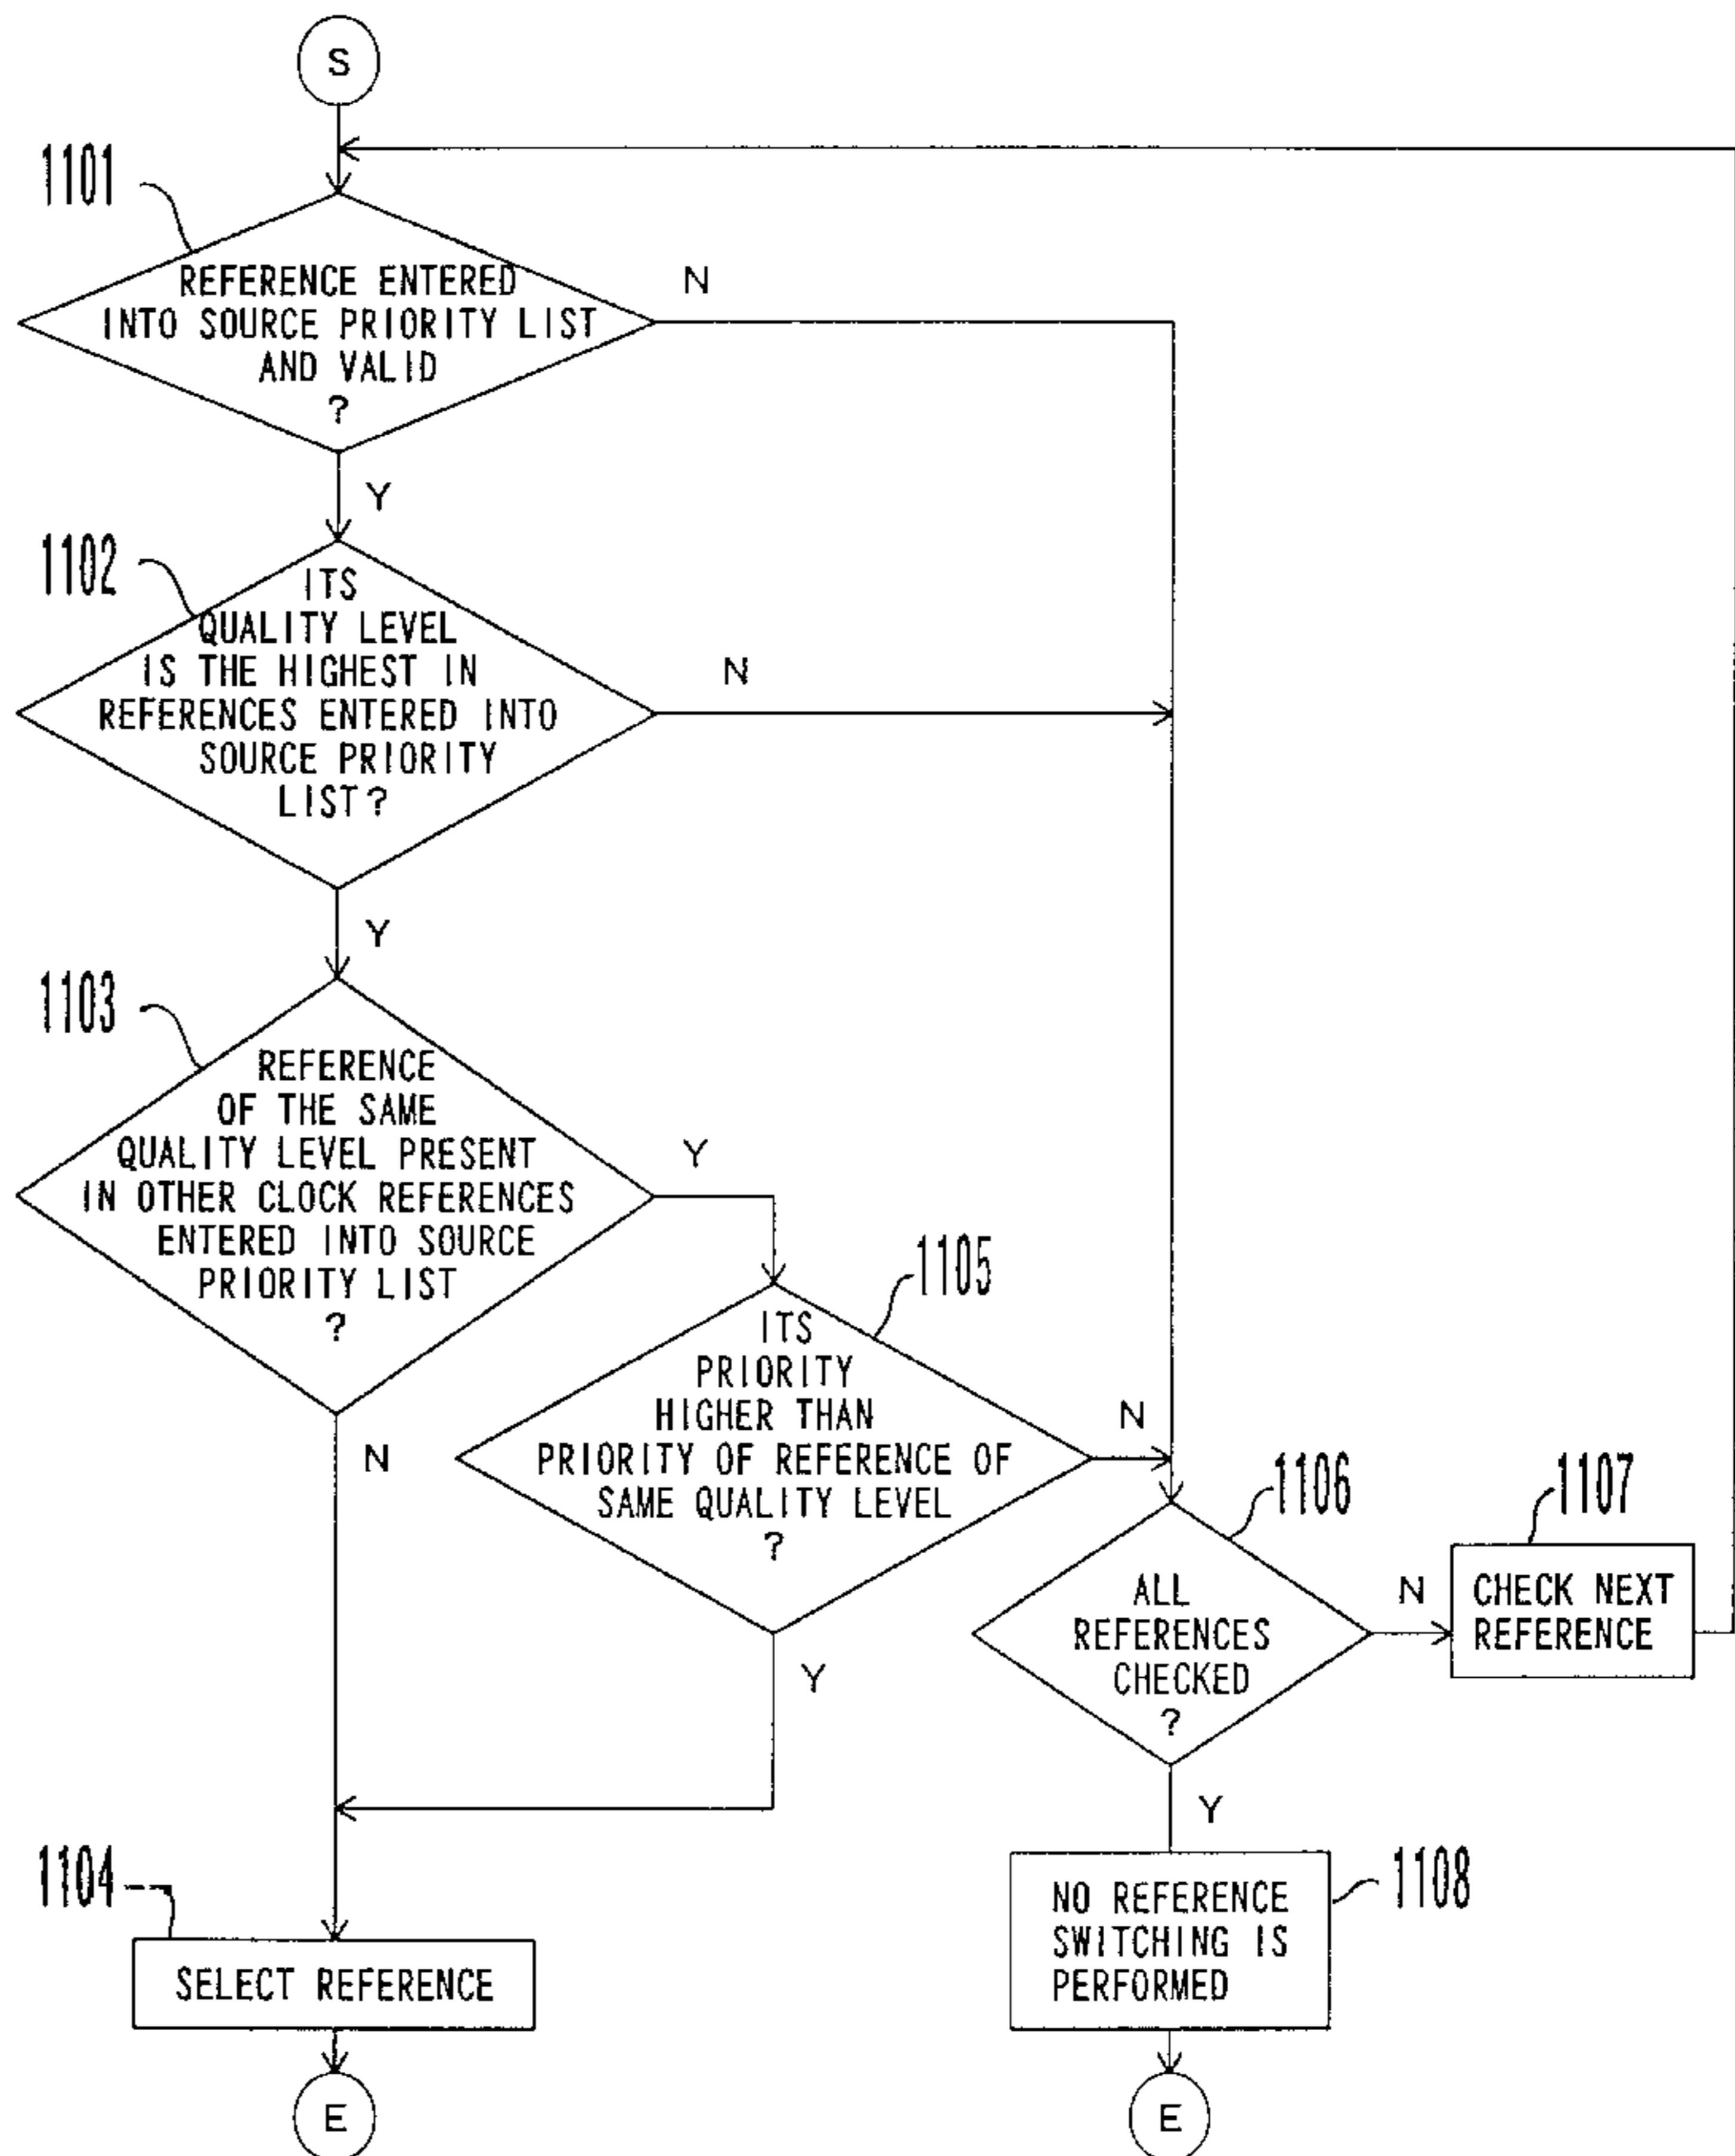 S
1101
REFERENCE ENTERED
INTO SOURCE PRIORITY LIST
AND VALID
?
N
Y
1102
ITS
QUALITY LEVEL
IS THE HIGHEST IN
REFERENCES ENTERED INTO
SOURCE PRIORITY
LIST?
N
Y
1103
REFERENCE
OF THE SAME
QUALITY LEVEL PRESENT
IN OTHER CLOCK REFERENCES
ENTERED INTO SOURCE
PRIORITY LIST
?
Y
N
1105
ITS
PRIORITY
HIGHER THAN
PRIORITY OF REFERENCE OF
SAME QUALITY LEVEL
?
N
Y
1106
ALL
REFERENCES
CHECKED
?
N
Y
1107
CHECK NEXT
REFERENCE
1104
SELECT REFERENCE
E
1108
NO REFERENCE
SWITCHING IS
PERFORMED
E